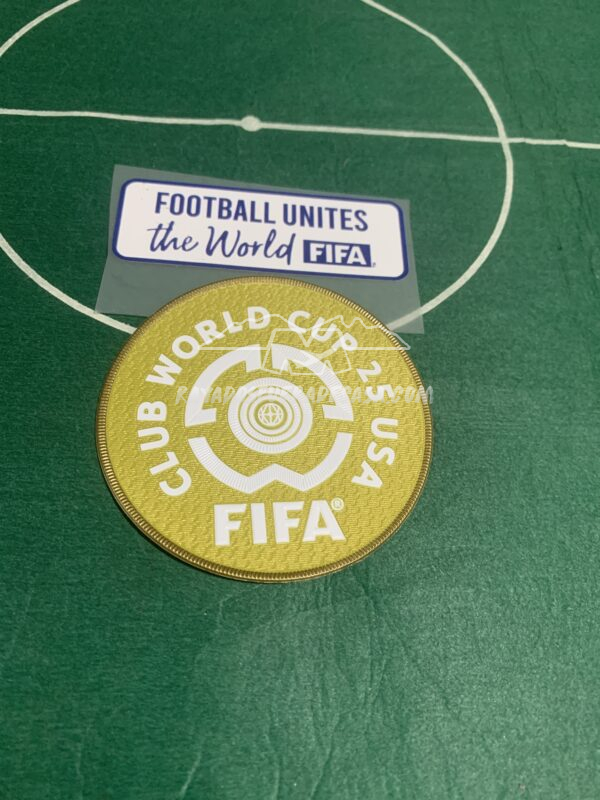 FOOTBALL UNITES
the World FIFA®
CLUB WORLD CUP 25 USA
FIFA®